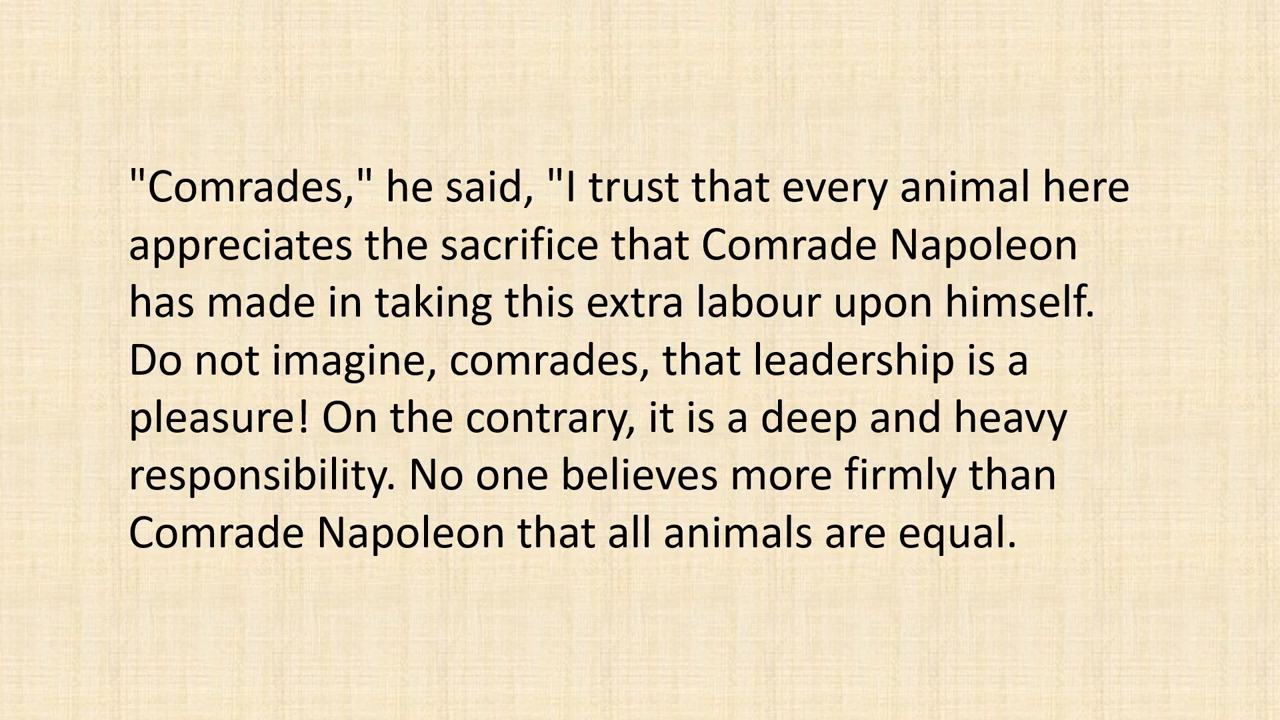 "Comrades," he said, "I trust that every animal here
appreciates the sacrifice that Comrade Napoleon
has made in taking this extra labour upon himself.
Do not imagine, comrades, that leadership is a
pleasure! On the contrary, it is a deep and heavy
responsibility. No one believes more firmly than
Comrade Napoleon that all animals are equal.